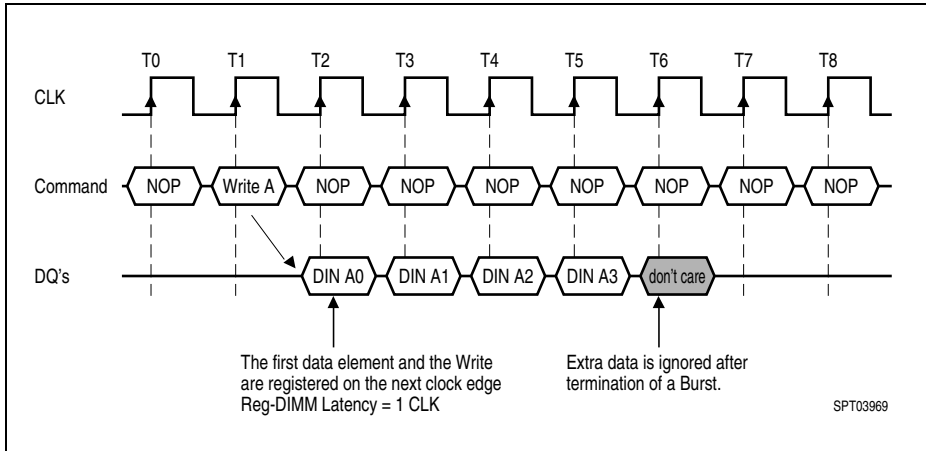 T0 T1 T2 T3 T4 T5 T6 T7 T8
CLK
Command NOP Write A NOP NOP NOP NOP NOP NOP NOP
DQ's DIN A0 DIN A1 DIN A2 DIN A3 don't care
The first data element and the Write
are registered on the next clock edge
Reg-DIMM Latency = 1 CLK
Extra data is ignored after
termination of a Burst.
SPT03969